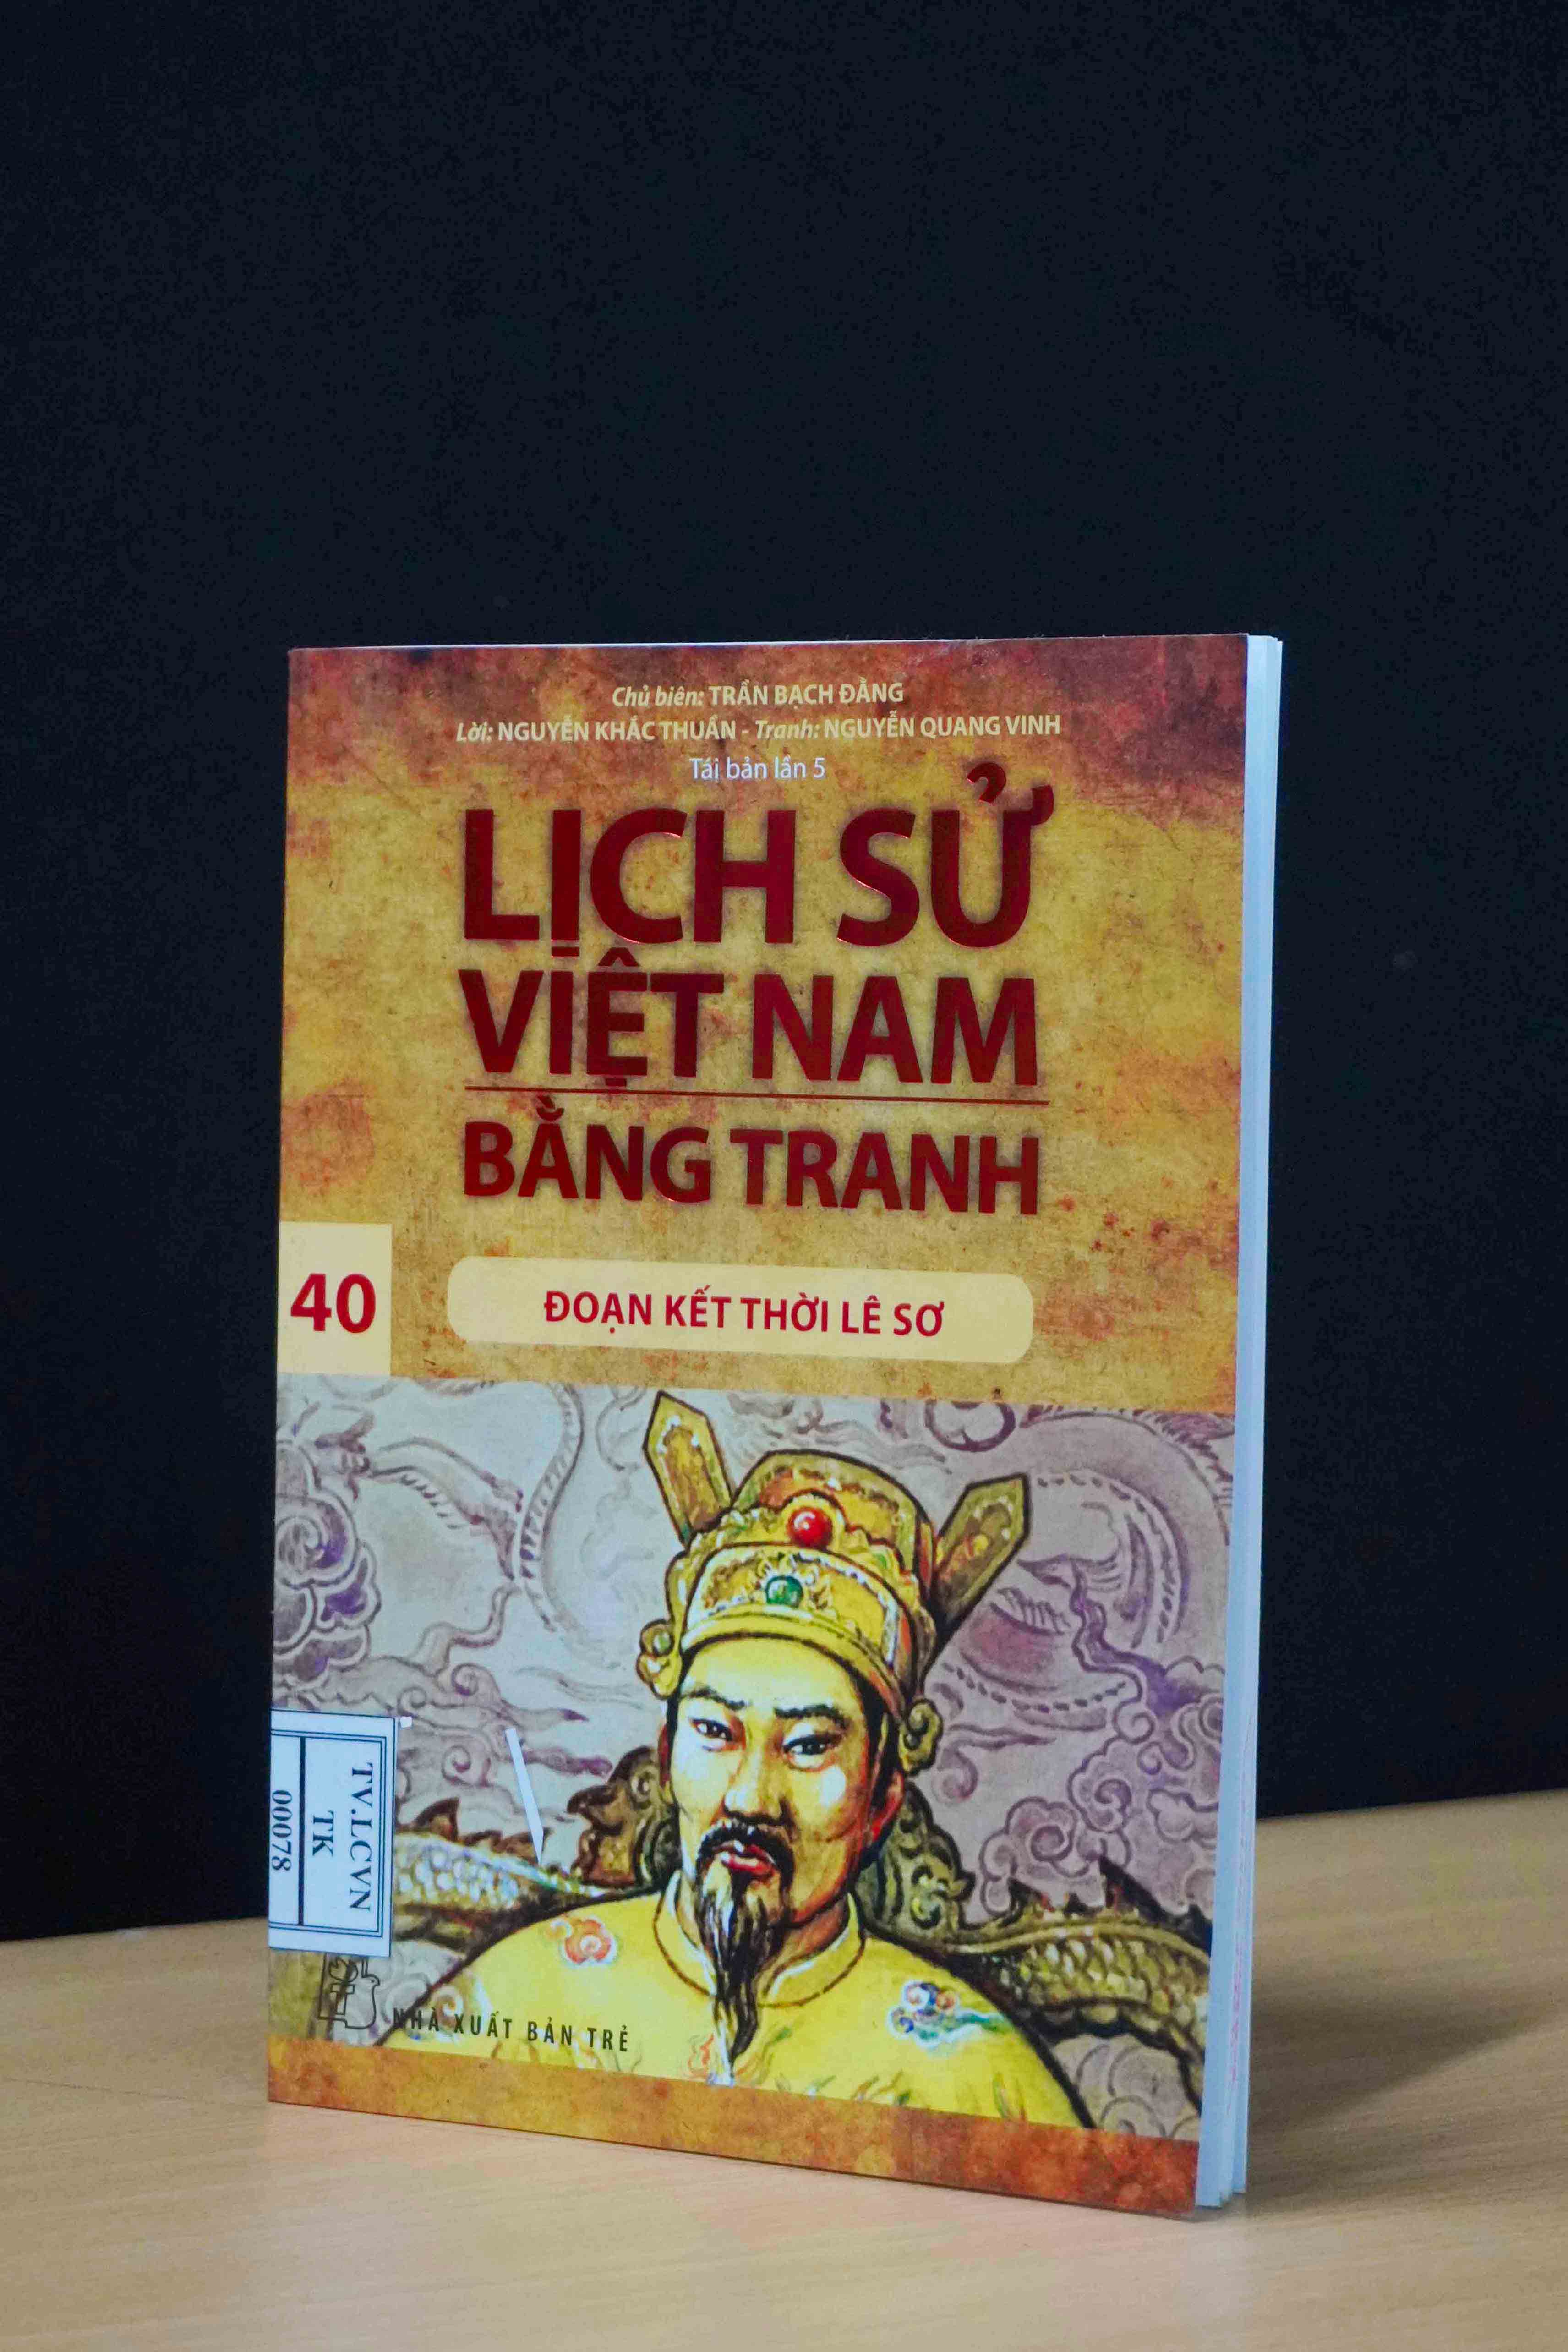 Chủ biên: TRẦN BẠCH ĐẰNG
Lời: NGUYỄN KHẮC THUẦN - Tranh: NGUYỄN QUANG VINH
Tái bản lần 5
LỊCH SỬ
VIỆT NAM
BẰNG TRANH
40
ĐOẠN KẾT THỜI LÊ SƠ
TV.LCVN
TK
00078
NHÀ XUẤT BẢN TRẺ